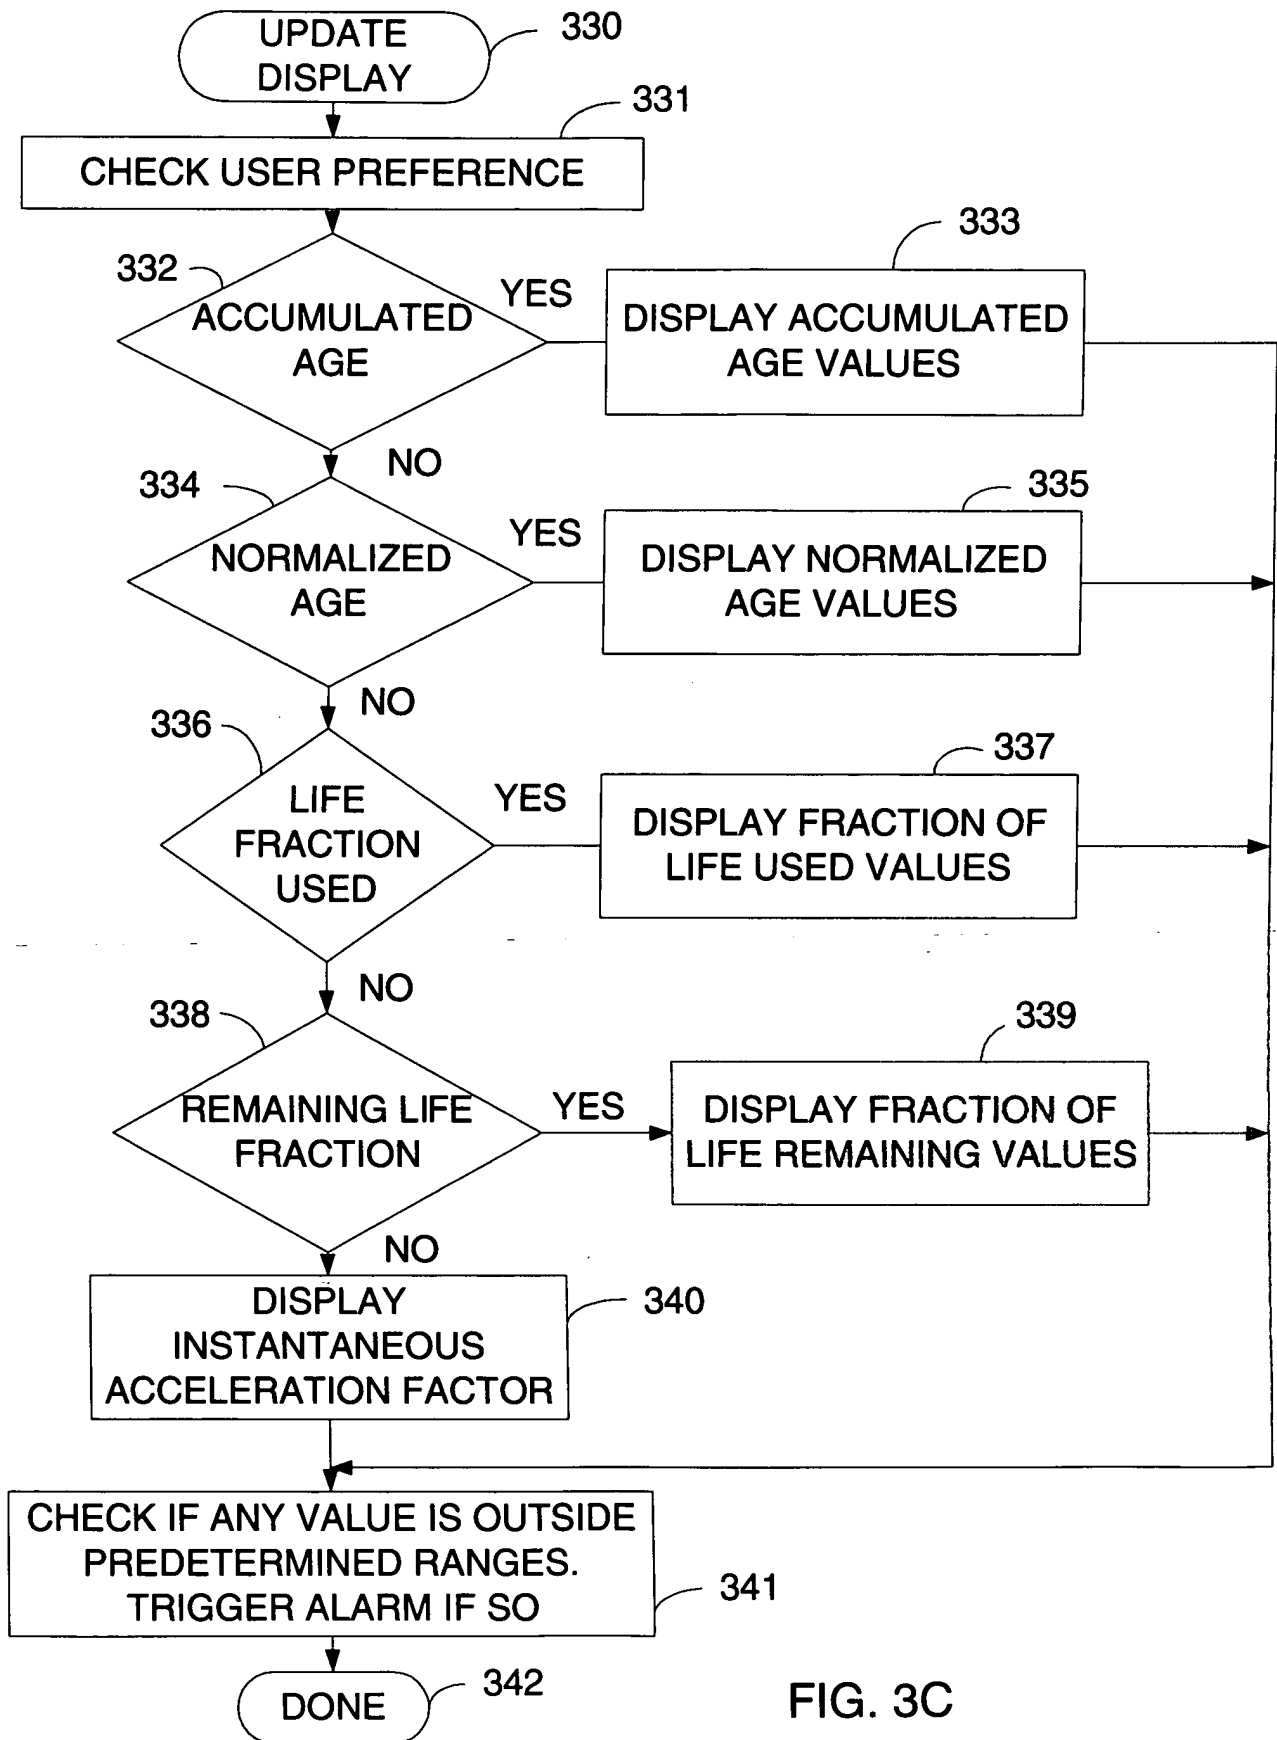 UPDATE
DISPLAY
330
331
CHECK USER PREFERENCE
332
ACCUMULATED
AGE
YES
333
DISPLAY ACCUMULATED
AGE VALUES
NO
334
NORMALIZED
AGE
YES
335
DISPLAY NORMALIZED
AGE VALUES
NO
336
LIFE
FRACTION
USED
YES
337
DISPLAY FRACTION OF
LIFE USED VALUES
NO
338
REMAINING LIFE
FRACTION
YES
339
DISPLAY FRACTION OF
LIFE REMAINING VALUES
NO
DISPLAY
INSTANTANEOUS
ACCELERATION FACTOR
340
CHECK IF ANY VALUE IS OUTSIDE
PREDETERMINED RANGES.
TRIGGER ALARM IF SO
341
DONE
342
FIG. 3C